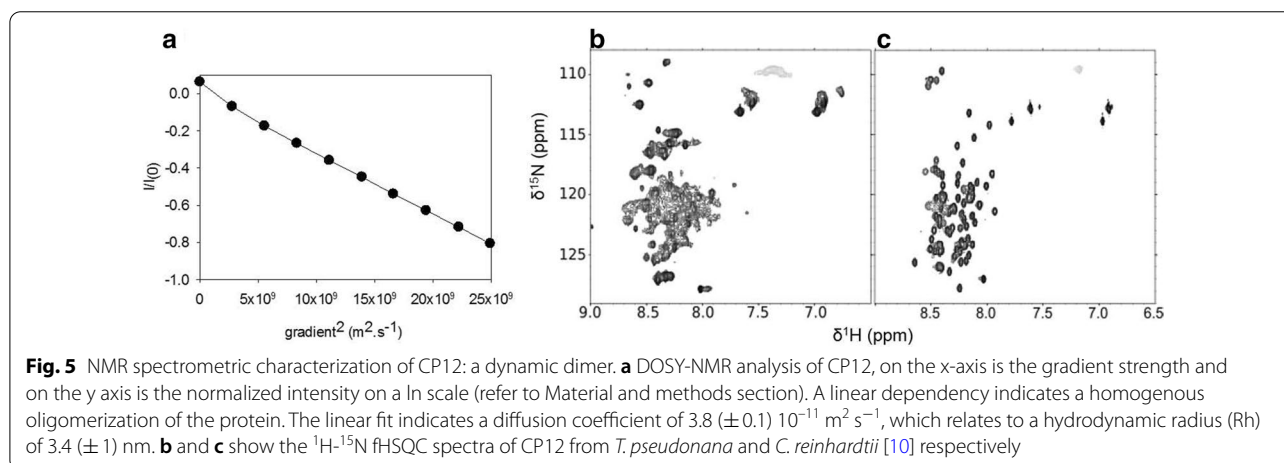 a
b
c
0.0
-0.2
-0.4
-0.6
-0.8
-1.0
I/I(0)
0 5x10⁹ 10x10⁹ 15x10⁹ 20x10⁹ 25x10⁹
gradient² (m².s⁻¹)
110
115
120
125
δ¹⁵N (ppm)
9.0 8.5 8.0 7.5 7.0
8.5 8.0 7.5 7.0 6.5
δ¹H (ppm)
Fig. 5 NMR spectrometric characterization of CP12: a dynamic dimer. a DOSY-NMR analysis of CP12, on the x-axis is the gradient strength and
on the y axis is the normalized intensity on a ln scale (refer to Material and methods section). A linear dependency indicates a homogenous
oligomerization of the protein. The linear fit indicates a diffusion coefficient of 3.8 (±0.1) 10⁻¹¹ m² s⁻¹, which relates to a hydrodynamic radius (Rh)
of 3.4 (±1) nm. b and c show the ¹H-¹⁵N fHSQC spectra of CP12 from T. pseudonana and C. reinhardtii [10] respectively